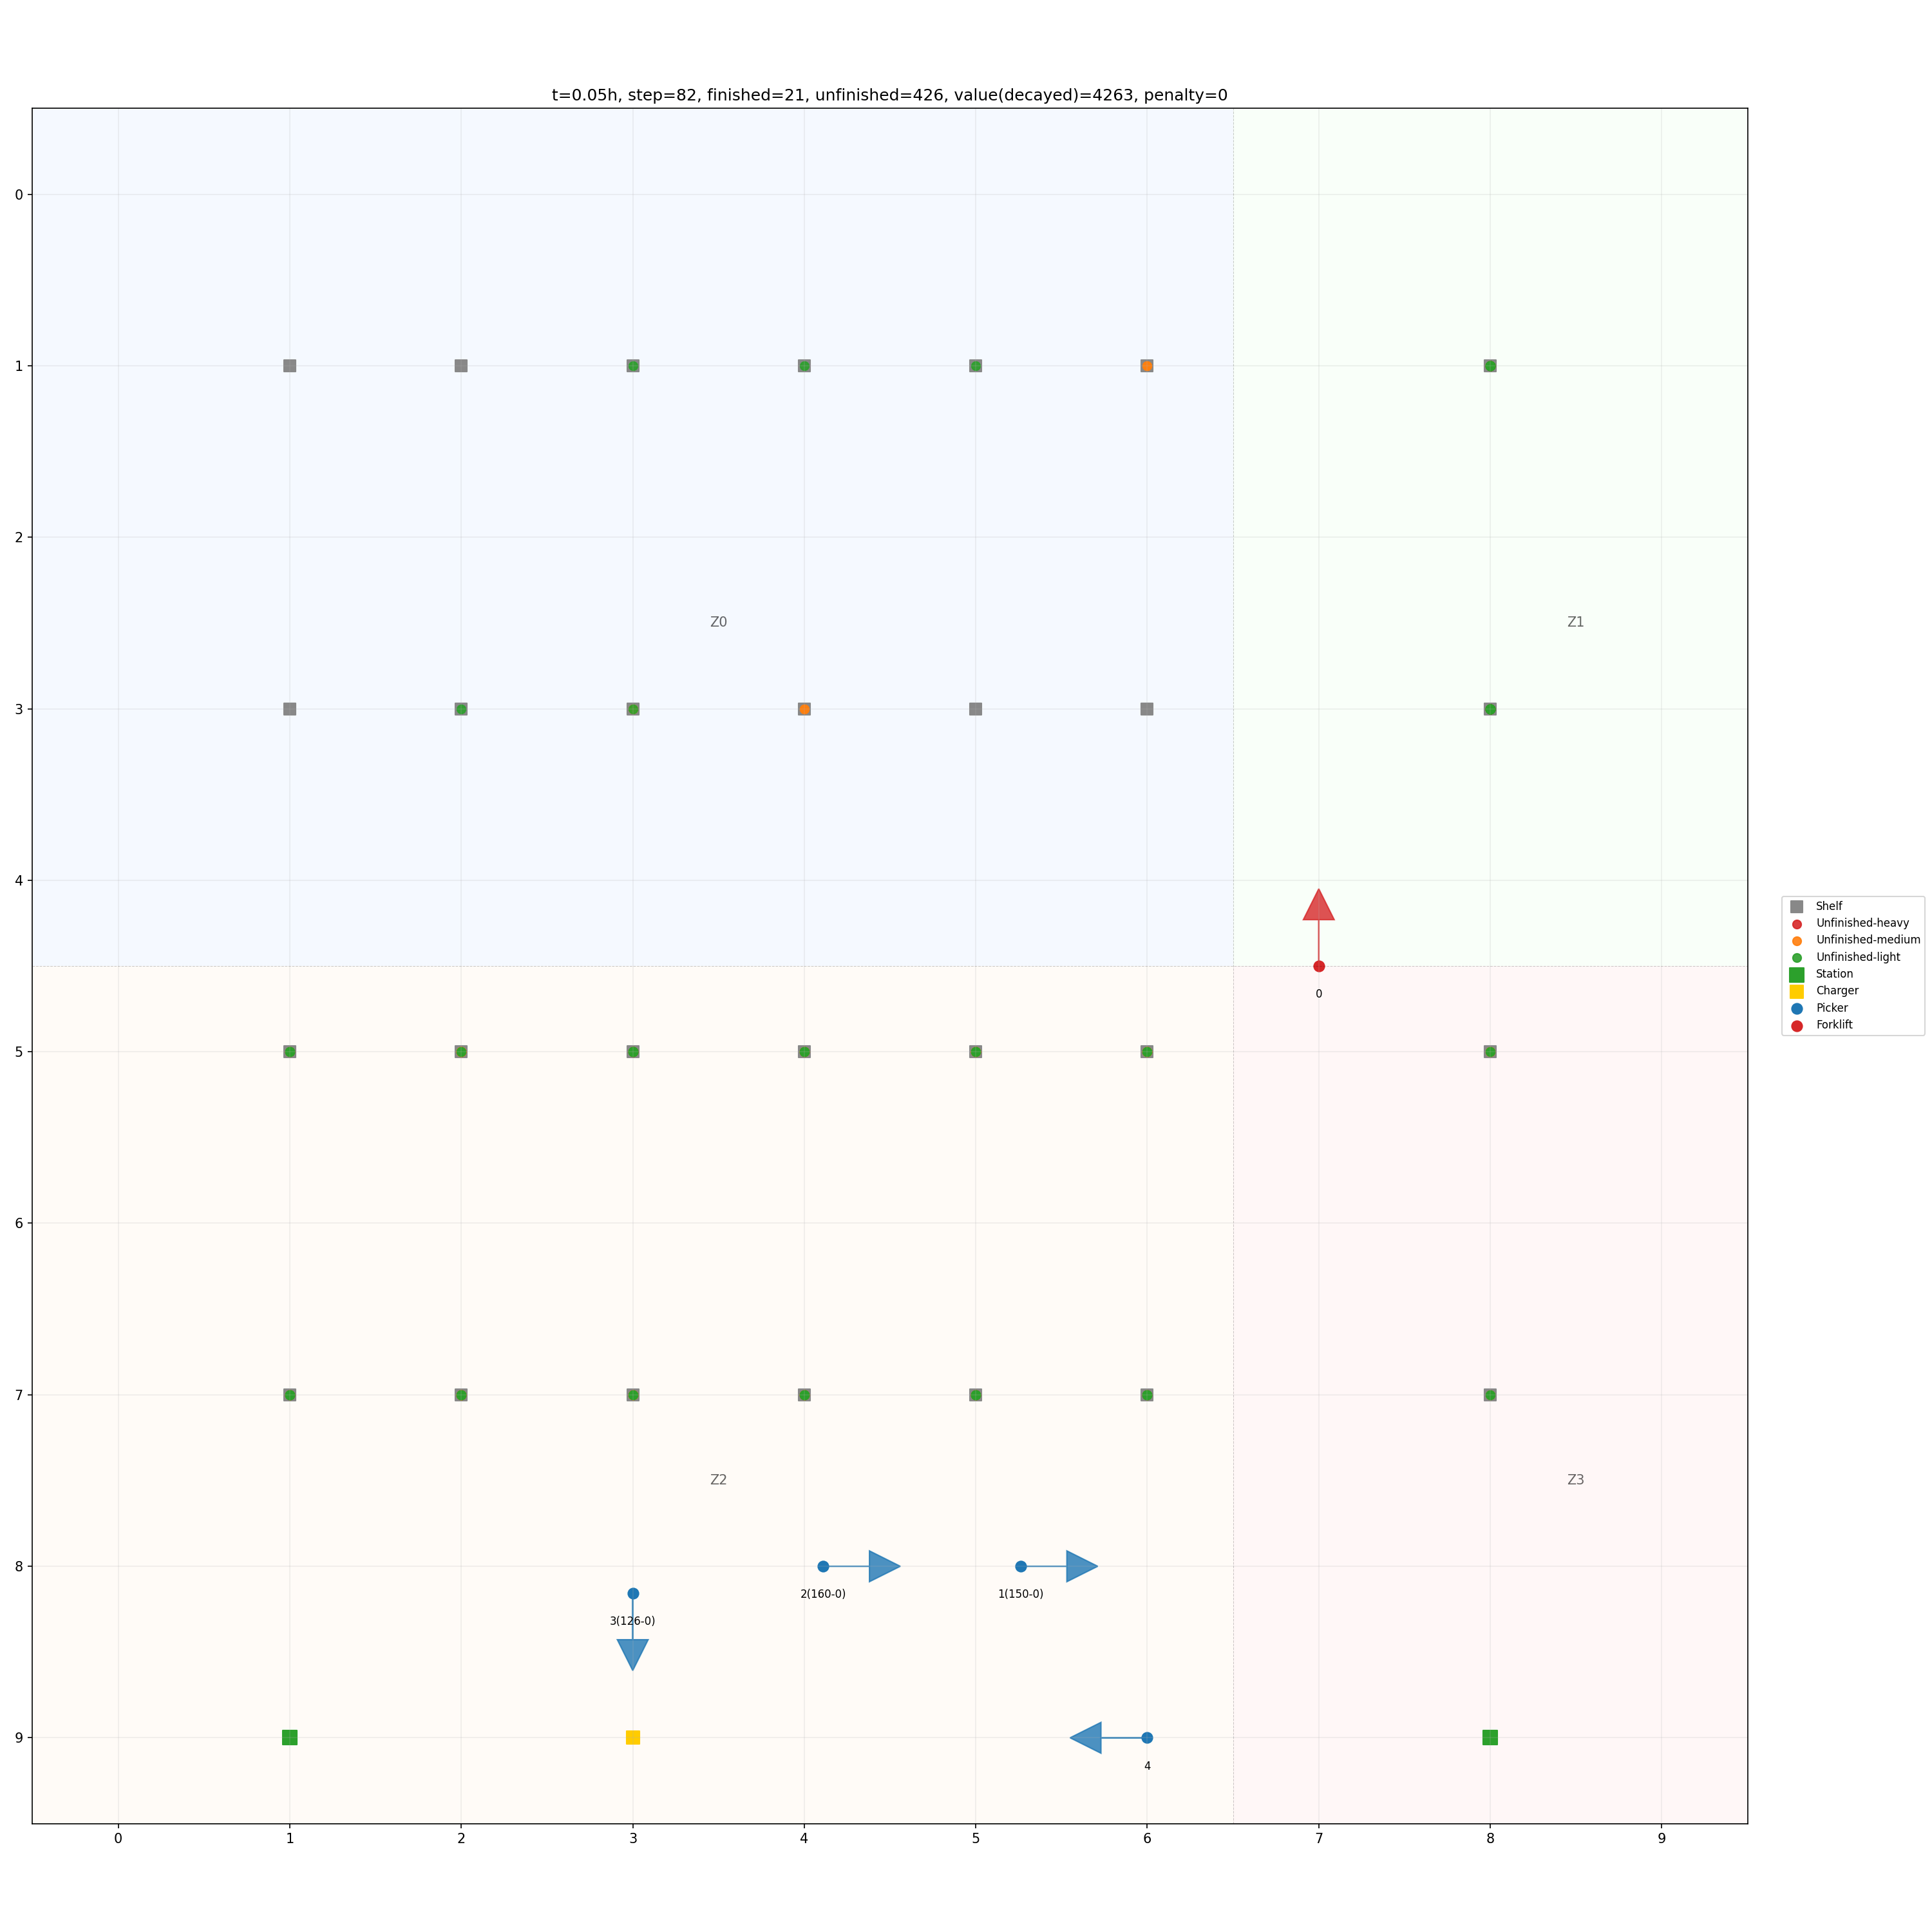 t=0.05h, step=82, finished=21, unfinished=426, value(decayed)=4263, penalty=0
0
1
2
Z0
Z1
3
4
0
Shelf
Unfinished-heavy
Unfinished-medium
Unfinished-light
Station
Charger
Picker
Forklift
5
6
7
Z2
Z3
8
2(160-0)
1(150-0)
3(126-0)
9
4
0
1
2
3
4
5
6
7
8
9